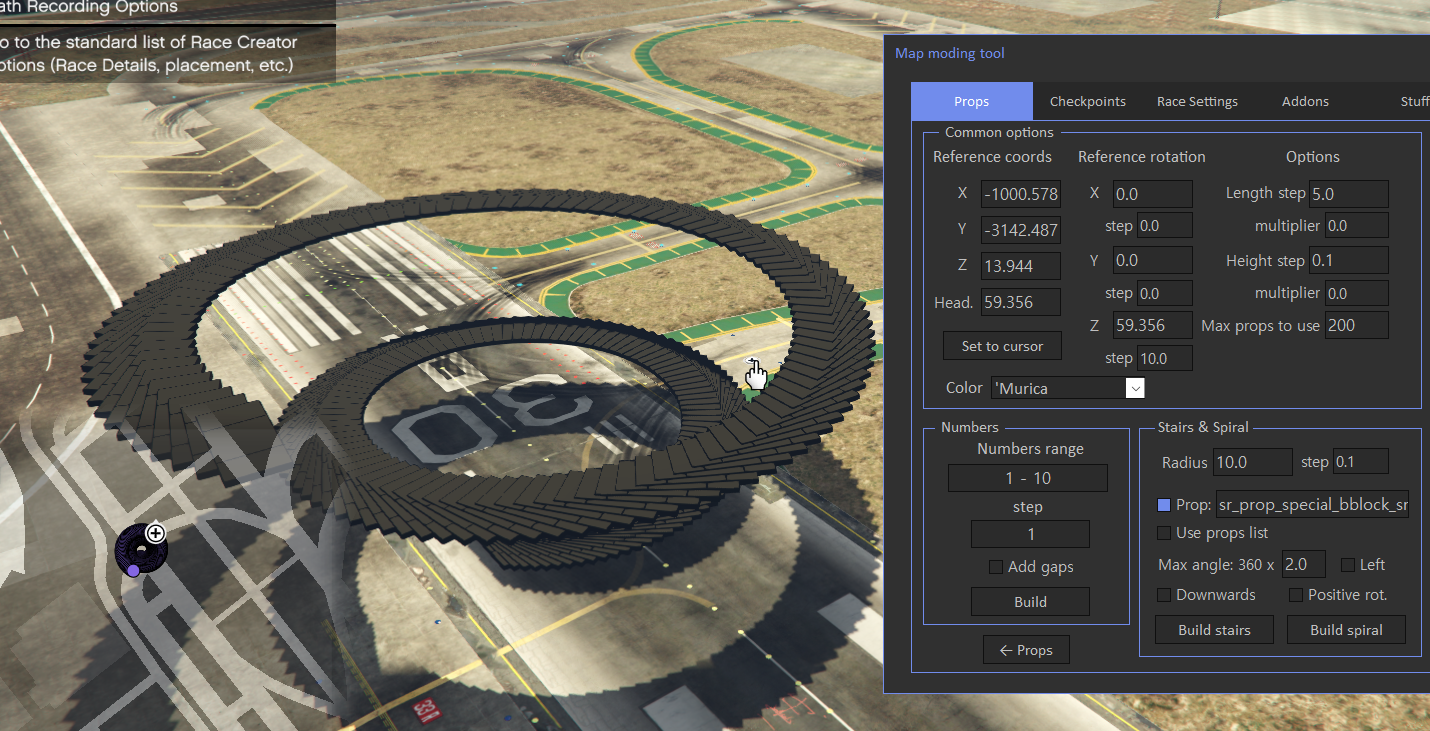 ath Recording Options
o to the standard list of Race Creator
ptions (Race Details, placement, etc.)
Map moding tool
Props Checkpoints Race Settings Addons Stuff
Common options
Reference coords Reference rotation Options
X -1000.578 X 0.0 Length step 5.0
step 0.0 multiplier 0.0
Y -3142.487
Z 13.944 Y 0.0 Height step 0.1
step 0.0 multiplier 0.0
Head. 59.356
Z 59.356 Max props to use 200
Set to cursor
step 10.0
Color 'Murica
Numbers
Numbers range
1 - 10
step
1
Add gaps
Build
← Props
Stairs & Spiral
Radius 10.0 step 0.1
Prop: sr_prop_special_bblock_sr
Use props list
Max angle: 360 x 2.0 Left
Downwards Positive rot.
Build stairs Build spiral
30
33